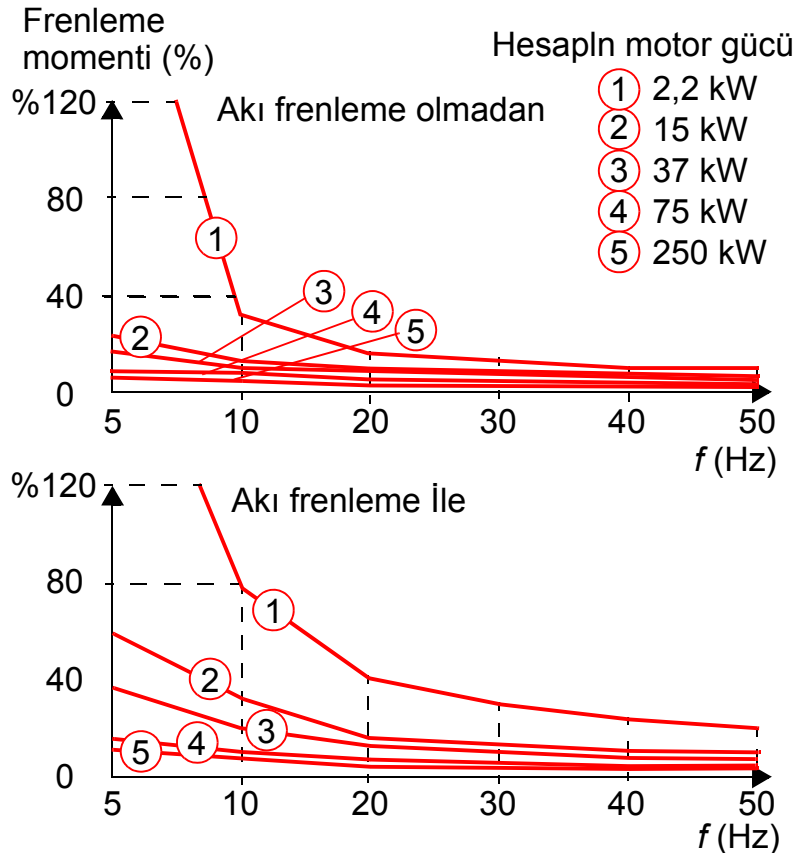 Frenleme
momenti (%)
Hesapln motor gücü
1 2,2 kW
2 15 kW
3 37 kW
4 75 kW
5 250 kW
Akı frenleme olmadan
%120
80
40
0
1
2
3
4
5
5 10 20 30 40 50
f (Hz)
Akı frenleme İle
%120
80
40
0
1
2
3
4
5
5 10 20 30 40 50
f (Hz)